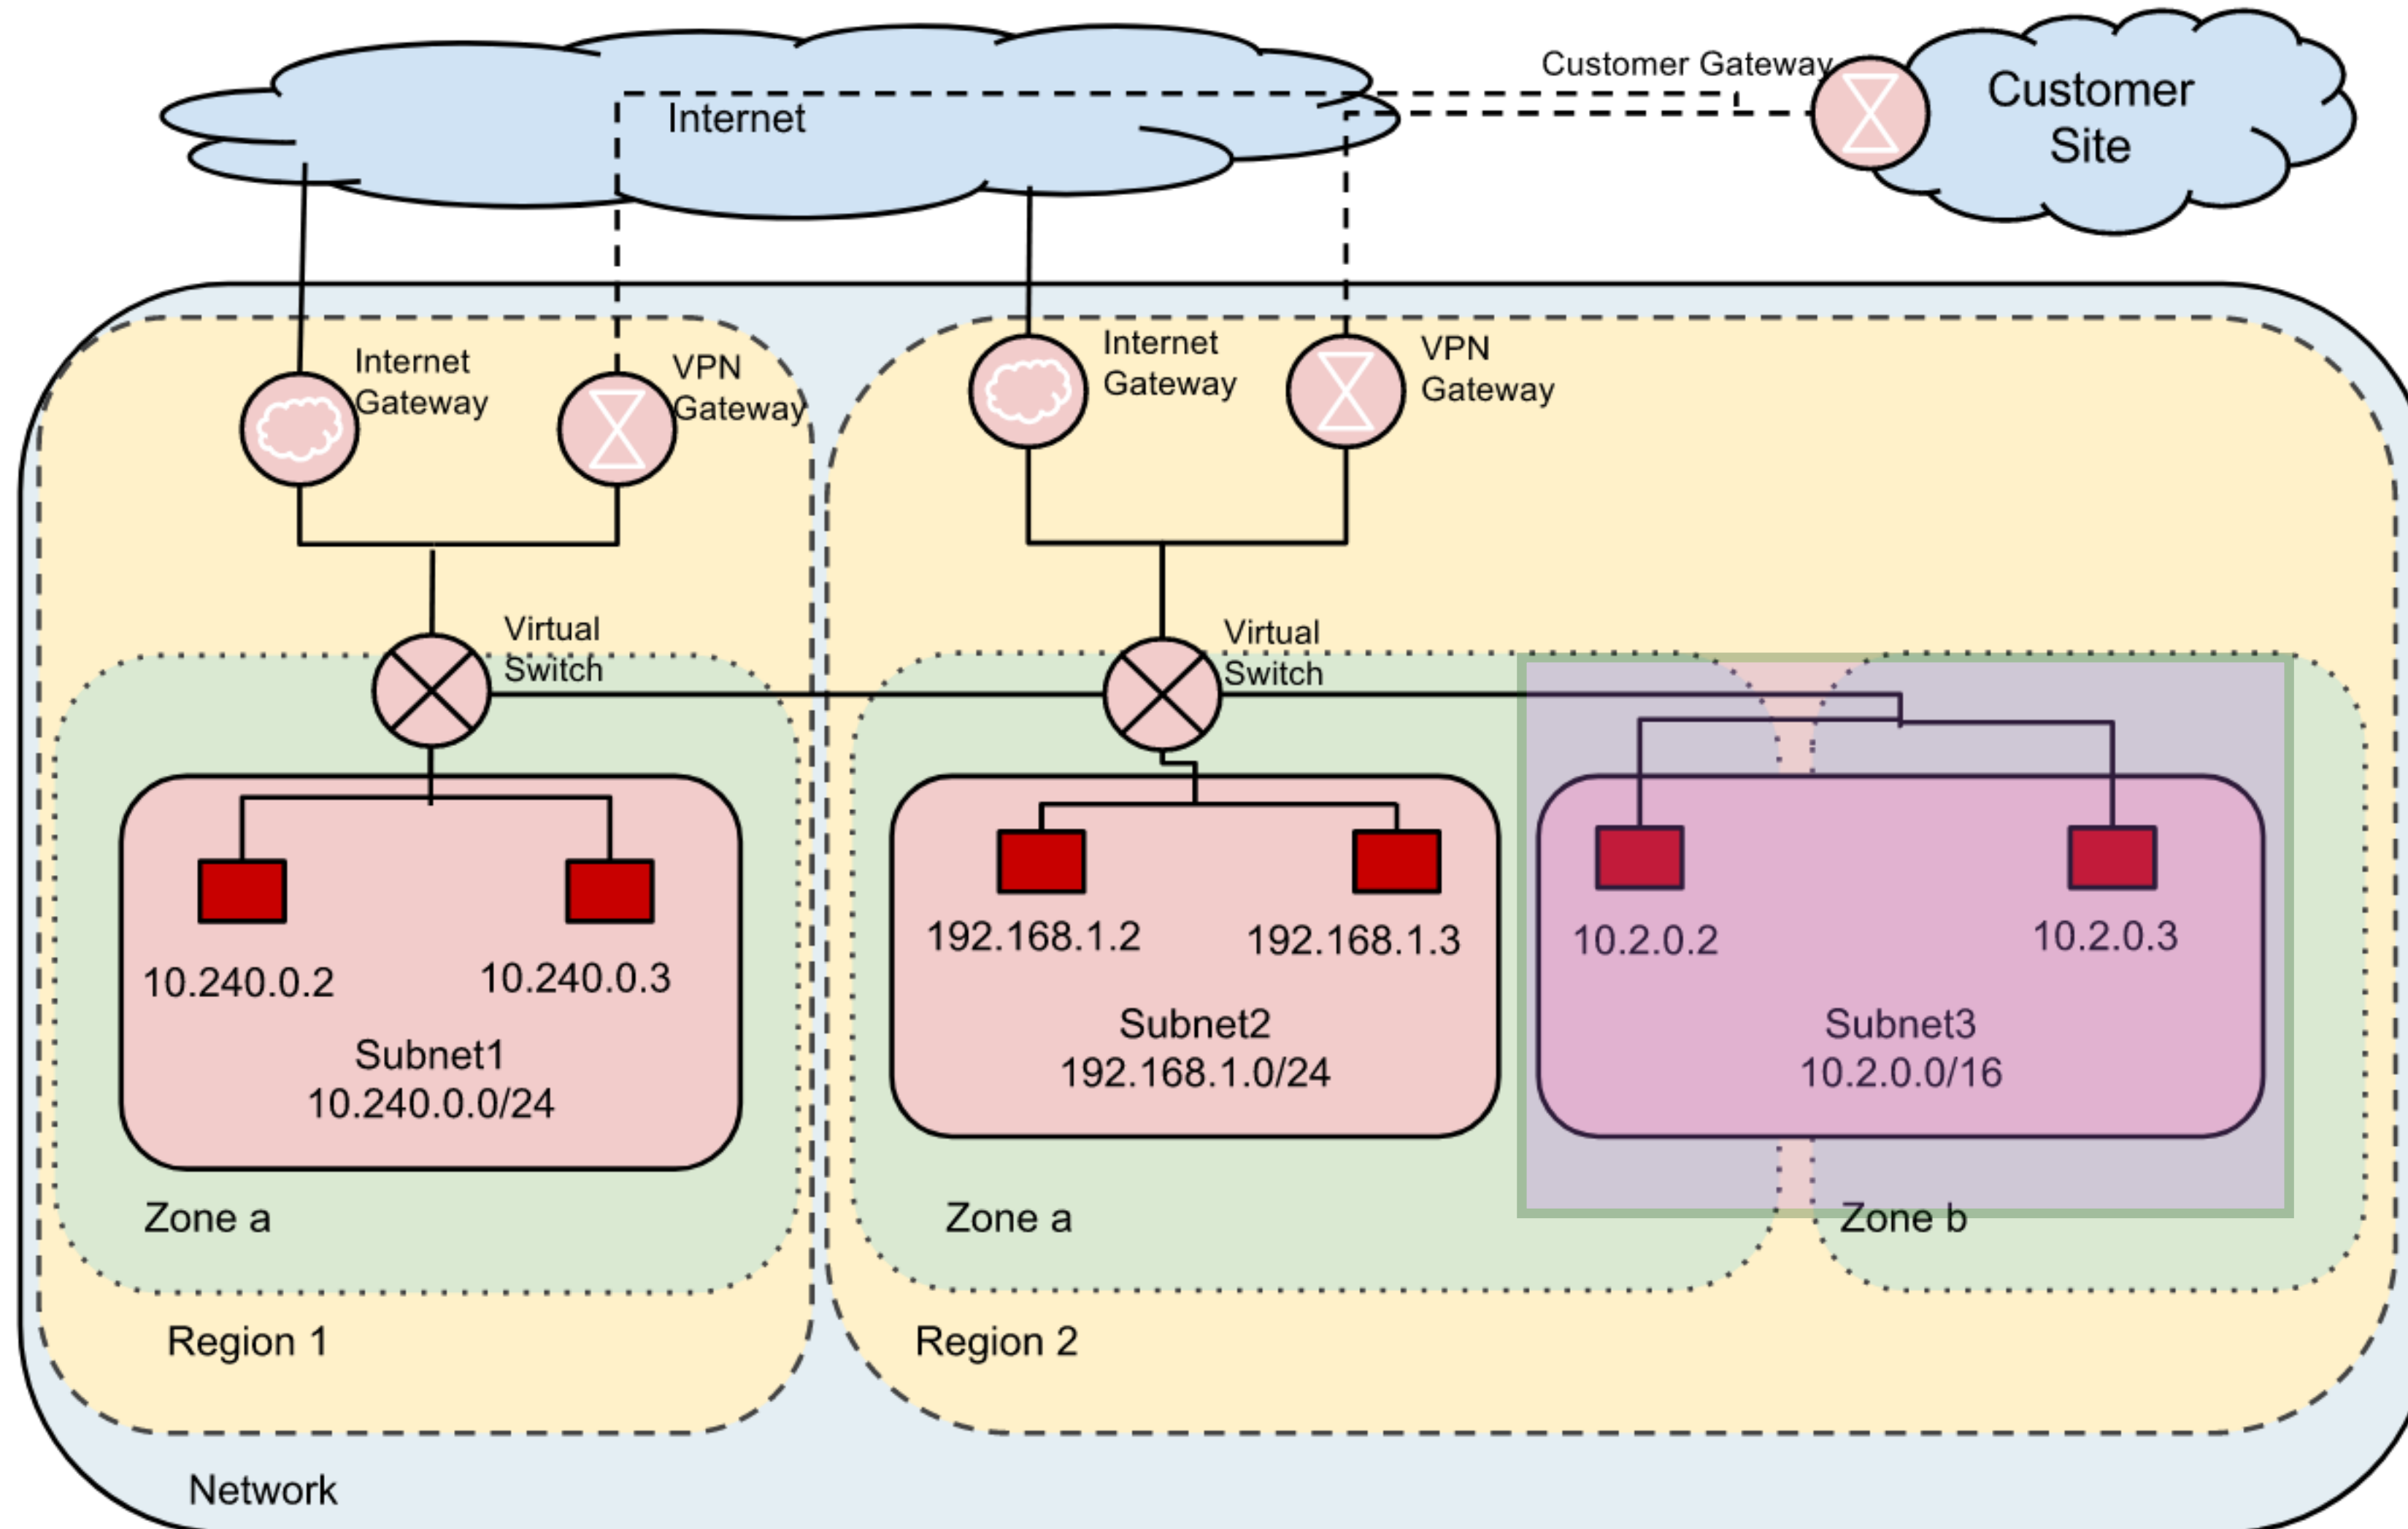 Customer Gateway
Internet
Customer
Site
Internet
Gateway
VPN
Gateway
Internet
Gateway
VPN
Gateway
Virtual
Switch
Virtual
Switch
10.240.0.2
10.240.0.3
Subnet1
10.240.0.0/24
Zone a
Region 1
192.168.1.2
192.168.1.3
Subnet2
192.168.1.0/24
Zone a
10.2.0.2
10.2.0.3
Subnet3
10.2.0.0/16
Zone b
Region 2
Network